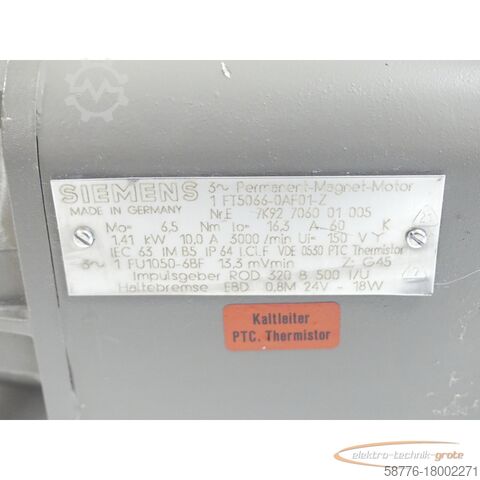 SIEMENS 3~ Permanent-Magnet-Motor
MADE IN GERMANY 1 FT5066-0AF01-Z
Nr.E 7K92 7060 01 005
Mo= 6,5 Nm Io= 16,3 A-60 K
1,41 kW 10,0 A 3000/min Ui= 150 V Y
IEC 63 IM B5 IP 64 I.Cl.F VDE 0530 PTC Thermistor
3~ 1 FU1050-6BF 13,3 mVmin Z: G45
Impulsgeber ROD 320 B 500 I/U
Haltebremse EBD 0,8M 24V - 18W
Kaltleiter
PTC. Thermistor
elektro-technik-grote
58776-18002271